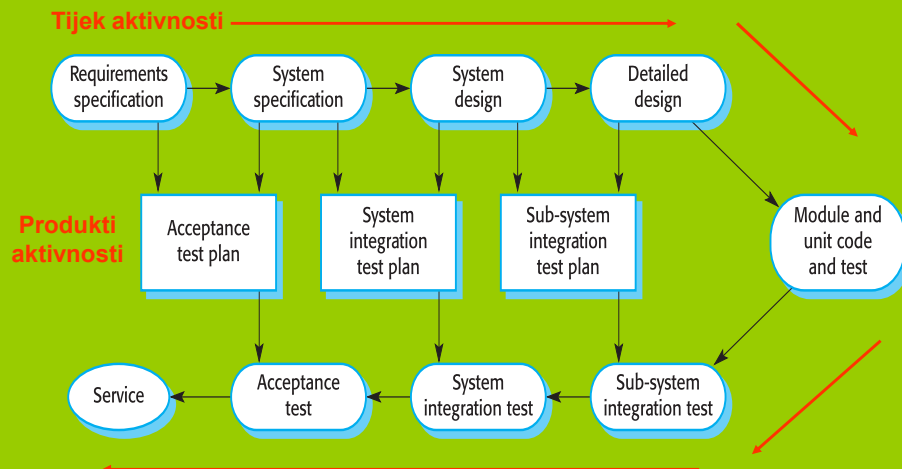 Tijek aktivnosti
Requirements
specification
System
specification
System
design
Detailed
design
Produkti
aktivnosti
Acceptance
test plan
System
integration
test plan
Sub-system
integration
test plan
Module and
unit code
and test
Service
Acceptance
test
System
integration test
Sub-system
integration test